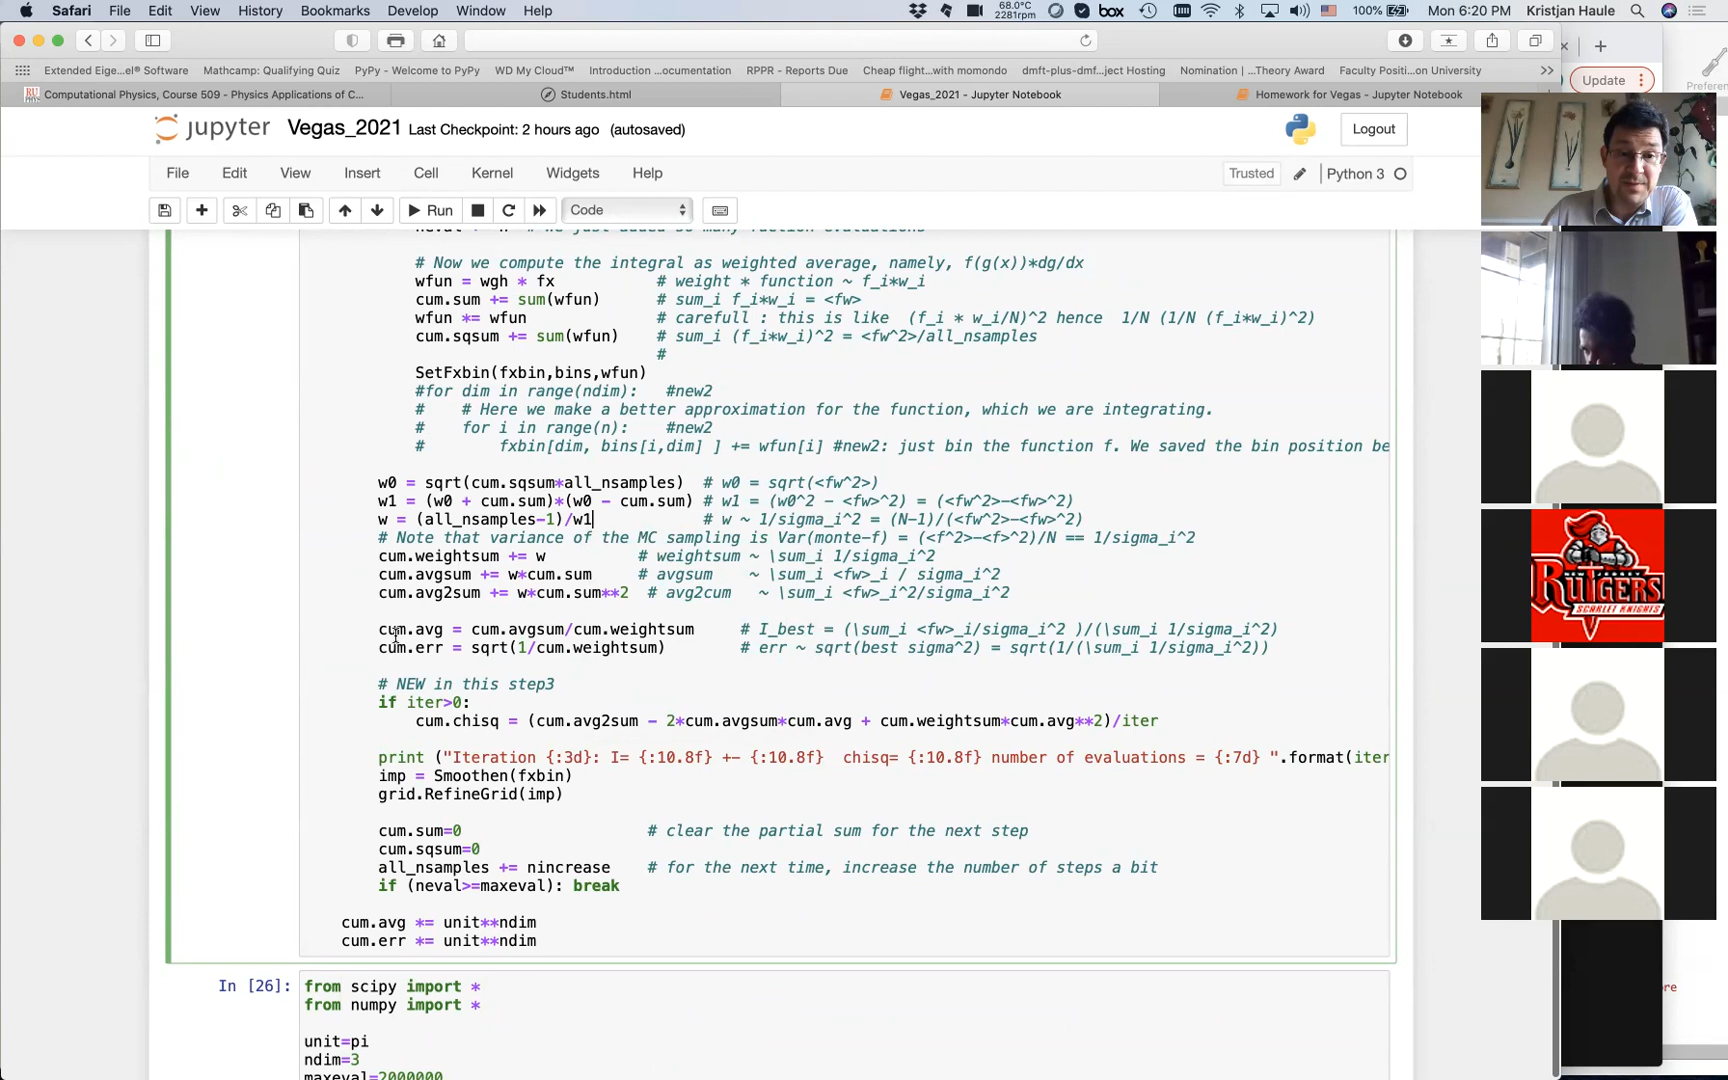 Safari File Edit View History Bookmarks Develop Window Help 68.0°C 2281rpm box 100% Mon 6:20 PM Kristjan Haule
Extended Eige...el® Software Mathcamp: Qualifying Quiz PyPy - Welcome to PyPy WD My Cloud™ Introduction ...ocumentation RPPR - Reports Due Cheap flight...with momondo dmft-plus-dmf...ject Hosting Nomination | ...Theory Award Faculty Positi...on University Update
Computational Physics, Course 509 - Physics Applications of C... Students.html Vegas_2021 - Jupyter Notebook Homework for Vegas - Jupyter Notebook
jupyter Vegas_2021 Last Checkpoint: 2 hours ago (autosaved) Logout
File Edit View Insert Cell Kernel Widgets Help Trusted Python 3
Run Code
# Now we compute the integral as weighted average, namely, f(g(x))*dg/dx
wfun = wgh * fx # weight * function ~ f_i*w_i
cum.sum += sum(wfun) # sum_i f_i*w_i = <fw>
wfun *= wfun # carefull : this is like (f_i * w_i/N)^2 hence 1/N (1/N (f_i*w_i)^2)
cum.sqsum += sum(wfun) # sum_i (f_i*w_i)^2 = <fw^2>/all_nsamples
#
SetFxbin(fxbin,bins,wfun)
#for dim in range(ndim): #new2
# # Here we make a better approximation for the function, which we are integrating.
# for i in range(n): #new2
# fxbin[dim, bins[i,dim] ] += wfun[i] #new2: just bin the function f. We saved the bin position be
w0 = sqrt(cum.sqsum*all_nsamples) # w0 = sqrt(<fw^2>)
w1 = (w0 + cum.sum)*(w0 - cum.sum) # w1 = (w0^2 - <fw>^2) = (<fw^2>-<fw>^2)
w = (all_nsamples-1)/w1 # w ~ 1/sigma_i^2 = (N-1)/(<fw^2>-<fw>^2)
# Note that variance of the MC sampling is Var(monte-f) = (<f^2>-<f>^2)/N == 1/sigma_i^2
cum.weightsum += w # weightsum ~ \sum_i 1/sigma_i^2
cum.avgsum += w*cum.sum # avgsum ~ \sum_i <fw>_i / sigma_i^2
cum.avg2sum += w*cum.sum**2 # avg2cum ~ \sum_i <fw>_i^2/sigma_i^2
cum.avg = cum.avgsum/cum.weightsum # I_best = (\sum_i <fw>_i/sigma_i^2 )/(\sum_i 1/sigma_i^2)
cum.err = sqrt(1/cum.weightsum) # err ~ sqrt(best sigma^2) = sqrt(1/(\sum_i 1/sigma_i^2))
# NEW in this step3
if iter>0:
cum.chisq = (cum.avg2sum - 2*cum.avgsum*cum.avg + cum.weightsum*cum.avg**2)/iter
print ("Iteration {:3d}: I= {:10.8f} +- {:10.8f} chisq= {:10.8f} number of evaluations = {:7d} ".format(iter
imp = Smoothen(fxbin)
grid.RefineGrid(imp)
cum.sum=0 # clear the partial sum for the next step
cum.sqsum=0
all_nsamples += nincrease # for the next time, increase the number of steps a bit
if (neval>=maxeval): break
cum.avg *= unit**ndim
cum.err *= unit**ndim
In [26]: from scipy import *
from numpy import *
unit=pi
ndim=3
maxeval=2000000
RUTGERS
SCARLET KNIGHTS